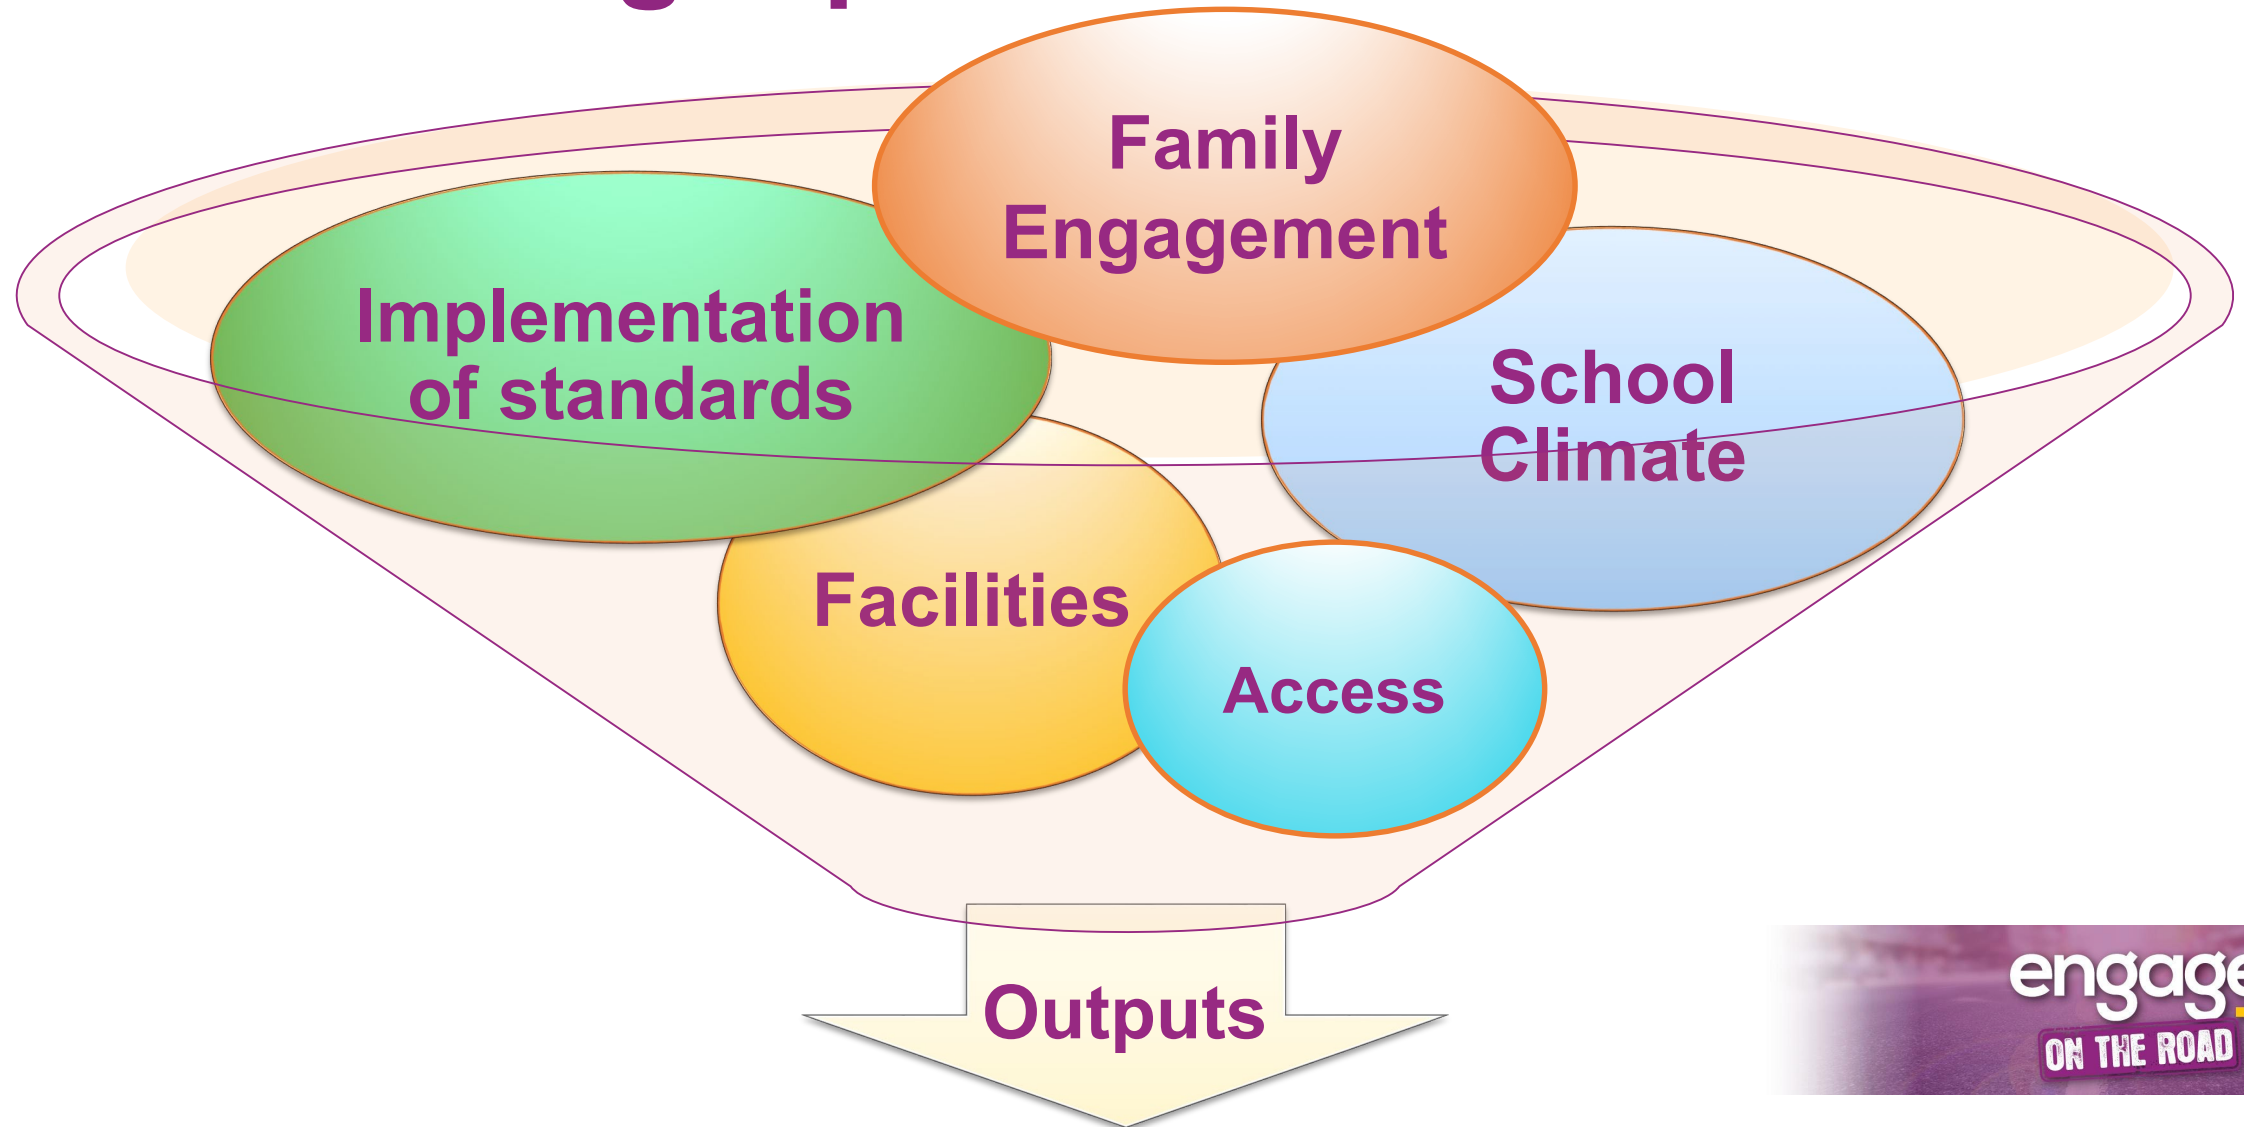 Family
Engagement
Implementation
of standards
School
Climate
Facilities
Access
Outputs
engage
ON THE ROAD